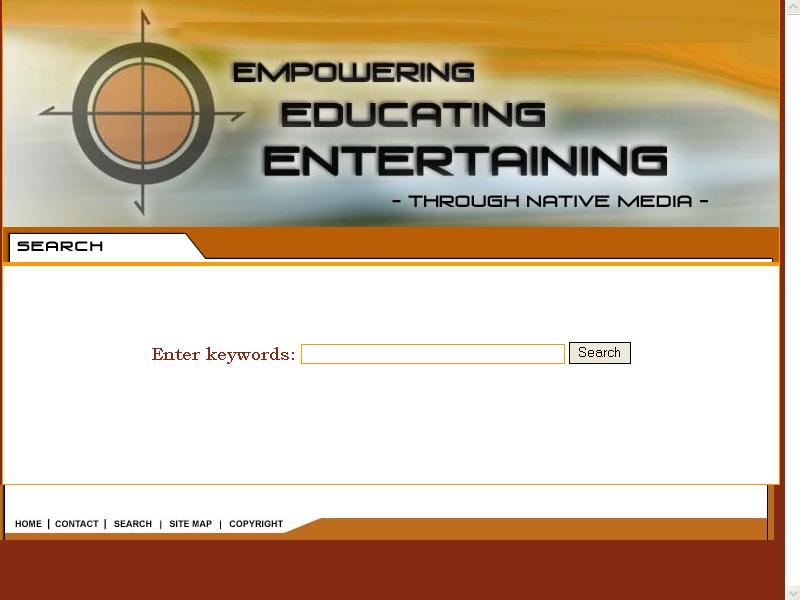 EMPOWERING
EDUCATING
ENTERTAINING
- THROUGH NATIVE MEDIA -
SEARCH
Enter keywords: Search
HOME | CONTACT | SEARCH | SITE MAP | COPYRIGHT